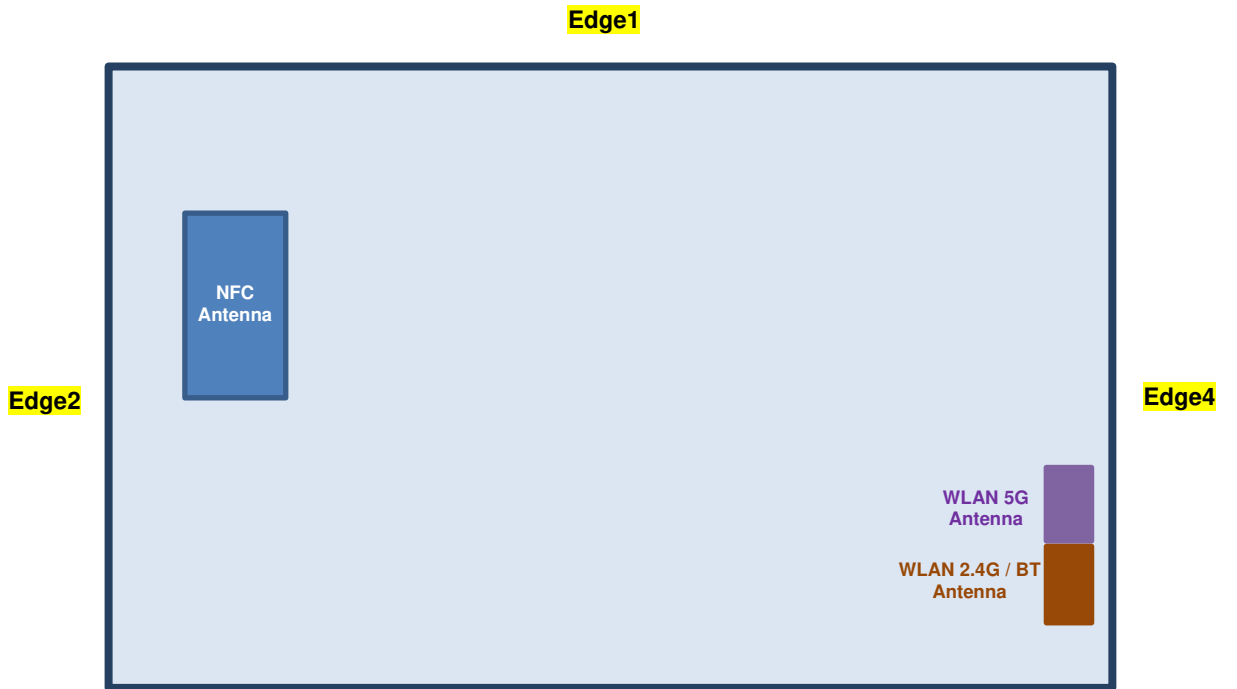 Edge1
NFC
Antenna
Edge2
Edge4
WLAN 5G
Antenna
WLAN 2.4G / BT
Antenna